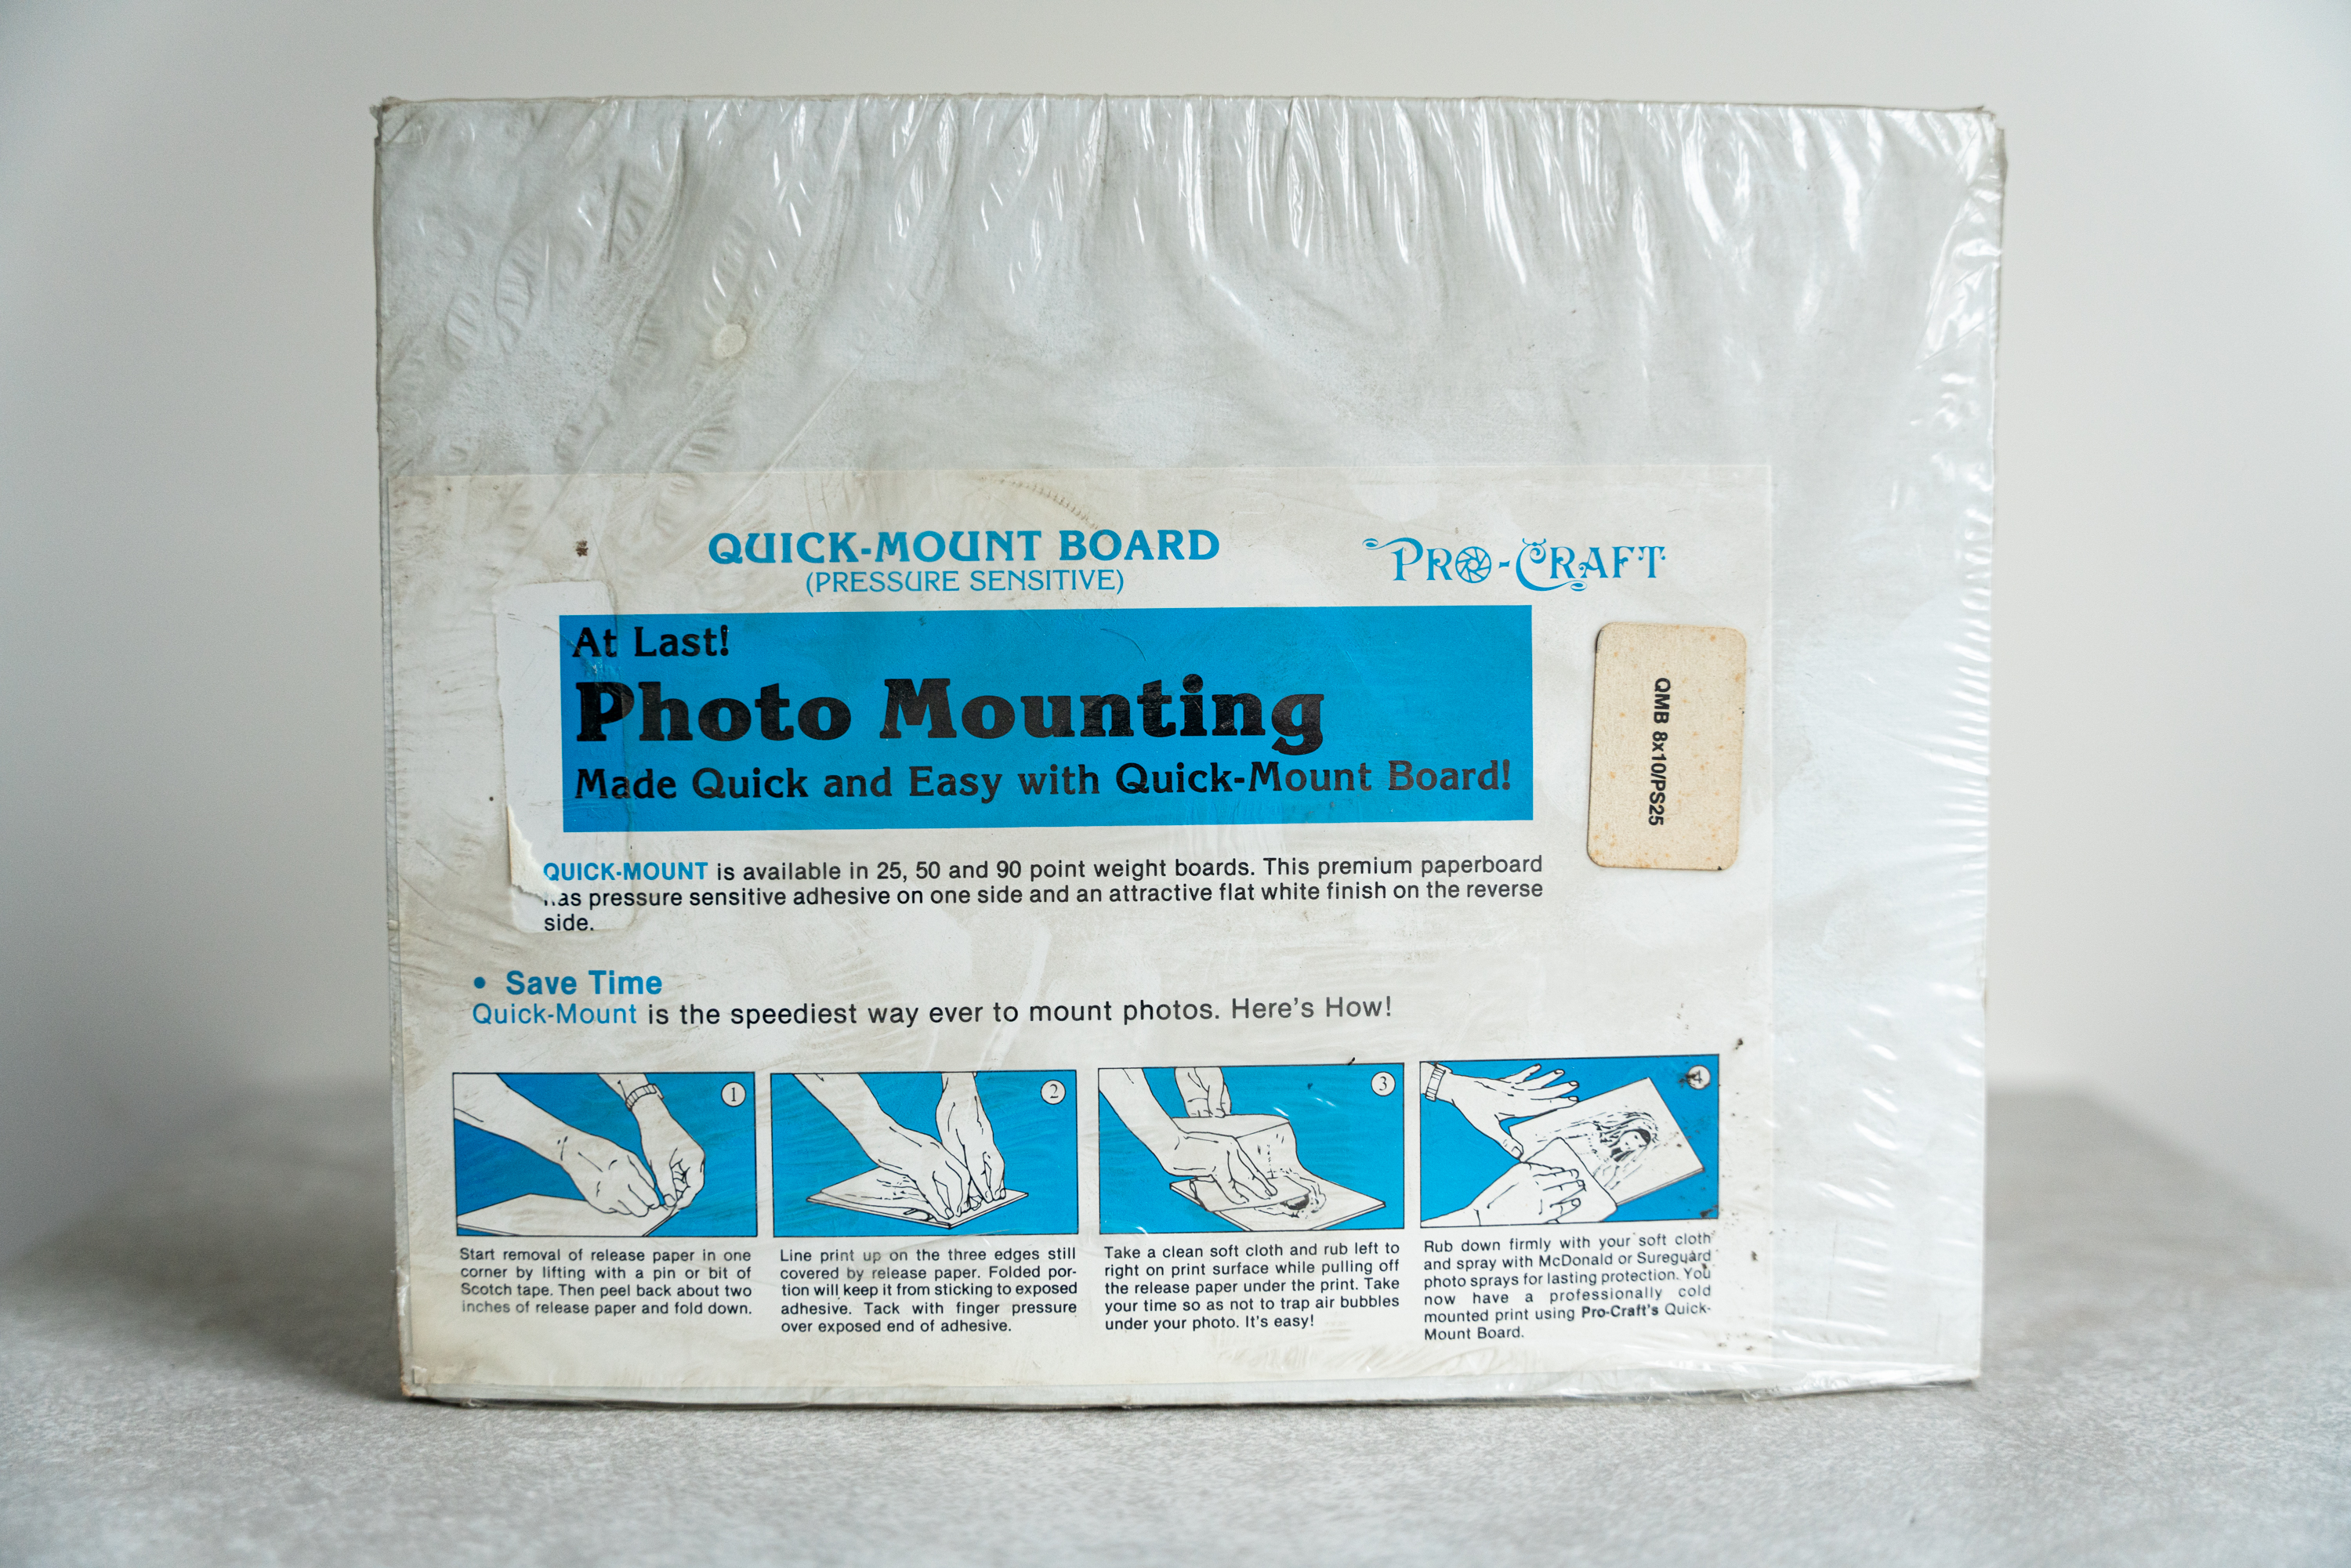 QUICK-MOUNT BOARD
(PRESSURE SENSITIVE)
PRO-CRAFT
At Last!
Photo Mounting
Made Quick and Easy with Quick-Mount Board!
QMB 8x10/PS25
QUICK-MOUNT is available in 25, 50 and 90 point weight boards. This premium paperboard
has pressure sensitive adhesive on one side and an attractive flat white finish on the reverse
side.
• Save Time
Quick-Mount is the speediest way ever to mount photos. Here's How!
1
Start removal of release paper in one
corner by lifting with a pin or bit of
Scotch tape. Then peel back about two
inches of release paper and fold down.
2
Line print up on the three edges still
covered by release paper. Folded por-
tion will keep it from sticking to exposed
adhesive. Tack with finger pressure
over exposed end of adhesive.
3
Take a clean soft cloth and rub left to
right on print surface while pulling off
the release paper under the print. Take
your time so as not to trap air bubbles
under your photo. It's easy!
4
Rub down firmly with your soft cloth
and spray with McDonald or Sureguard
photo sprays for lasting protection. You
now have a professionally cold
mounted print using Pro-Craft's Quick-
Mount Board.